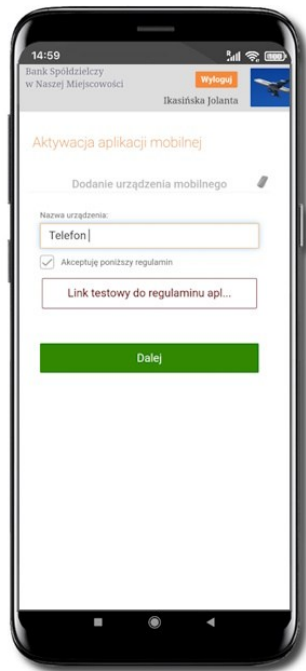 14:59
Bank Spółdzielczy
w Naszej Miejscowości
Wyloguj
Ikasińska Jolanta
Aktywacja aplikacji mobilnej
Dodanie urządzenia mobilnego
Nazwa urządzenia:
Telefon
Akceptuję poniższy regulamin
Link testowy do regulaminu apl...
Dalej